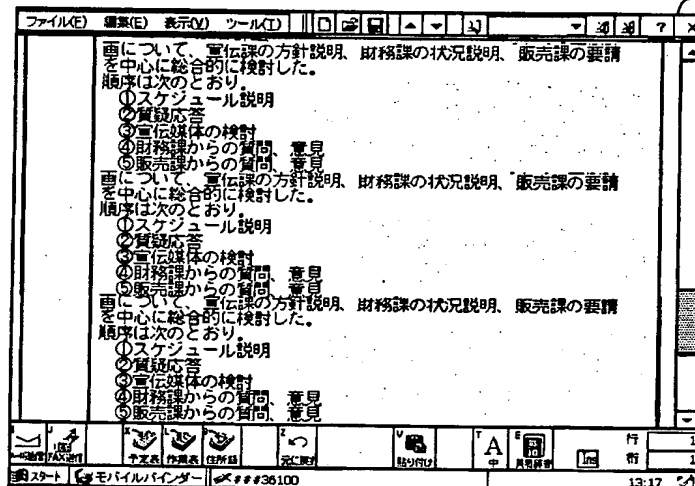 ファイル(F) 編集(E) 表示(V) ツール(T) ? ×
画について、宣伝課の方針説明、財務課の状況説明、販売課の要請
を中心に総合的に検討した。
順序は次のとおり。
①スケジュール説明
②質疑応答
③宣伝媒体の検討
④財務課からの質問、意見
⑤販売課からの質問、意見
画について、宣伝課の方針説明、財務課の状況説明、販売課の要請
を中心に総合的に検討した。
順序は次のとおり。
①スケジュール説明
②質疑応答
③宣伝媒体の検討
④財務課からの質問、意見
⑤販売課からの質問、意見
画について、宣伝課の方針説明、財務課の状況説明、販売課の要請
を中心に総合的に検討した。
順序は次のとおり。
①スケジュール説明
②質疑応答
③宣伝媒体の検討
④財務課からの質問、意見
⑤販売課からの質問、意見
X 予定表 作業表 住所録 Z 元に戻す V 貼り付け T A 中 E Ins 行 1
桁 1
スタート モバイルバインダー ###36100 13:17